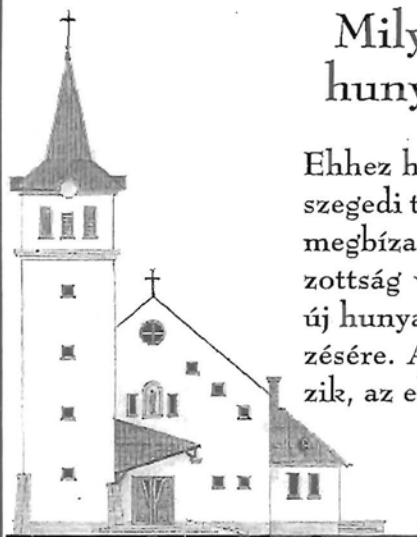 Mily
huny
Ehhez h
szegedi t
megbíza
zottság v
új hunya
zésére. A
zik, az e